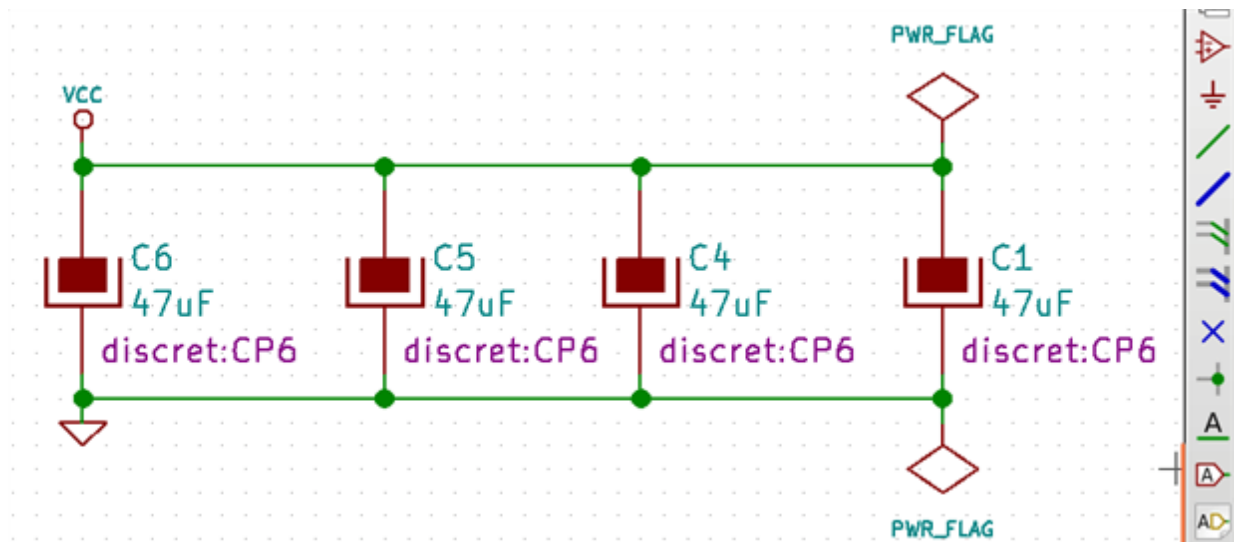 PWR_FLAG
VCC
C6
47uF
discret:CP6
C5
47uF
discret:CP6
C4
47uF
discret:CP6
C1
47uF
discret:CP6
PWR_FLAG
A
A
AD